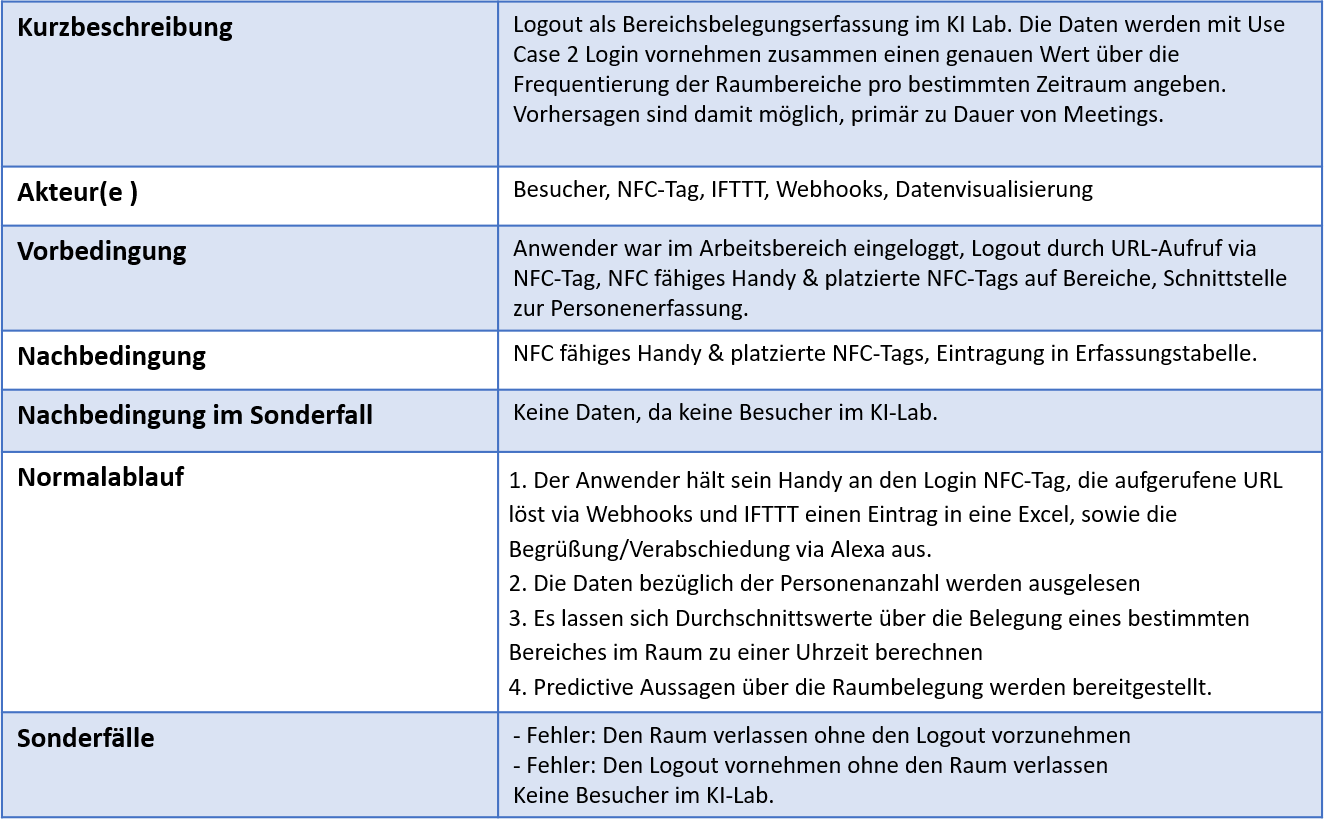 Kurzbeschreibung
Logout als Bereichsbelegungserfassung im KI Lab. Die Daten werden mit Use
Case 2 Login vornehmen zusammen einen genauen Wert über die
Frequentierung der Raumbereiche pro bestimmten Zeitraum angeben.
Vorhersagen sind damit möglich, primär zu Dauer von Meetings.
Akteur(e )
Besucher, NFC-Tag, IFTTT, Webhooks, Datenvisualisierung
Vorbedingung
Anwender war im Arbeitsbereich eingeloggt, Logout durch URL-Aufruf via
NFC-Tag, NFC fähiges Handy & platzierte NFC-Tags auf Bereiche, Schnittstelle
zur Personenerfassung.
Nachbedingung
NFC fähiges Handy & platzierte NFC-Tags, Eintragung in Erfassungstabelle.
Nachbedingung im Sonderfall
Keine Daten, da keine Besucher im KI-Lab.
Normalablauf
1. Der Anwender hält sein Handy an den Login NFC-Tag, die aufgerufene URL
löst via Webhooks und IFTTT einen Eintrag in eine Excel, sowie die
Begrüßung/Verabschiedung via Alexa aus.
2. Die Daten bezüglich der Personenanzahl werden ausgelesen
3. Es lassen sich Durchschnittswerte über die Belegung eines bestimmten
Bereiches im Raum zu einer Uhrzeit berechnen
4. Predictive Aussagen über die Raumbelegung werden bereitgestellt.
Sonderfälle
- Fehler: Den Raum verlassen ohne den Logout vorzunehmen
- Fehler: Den Logout vornehmen ohne den Raum verlassen
Keine Besucher im KI-Lab.